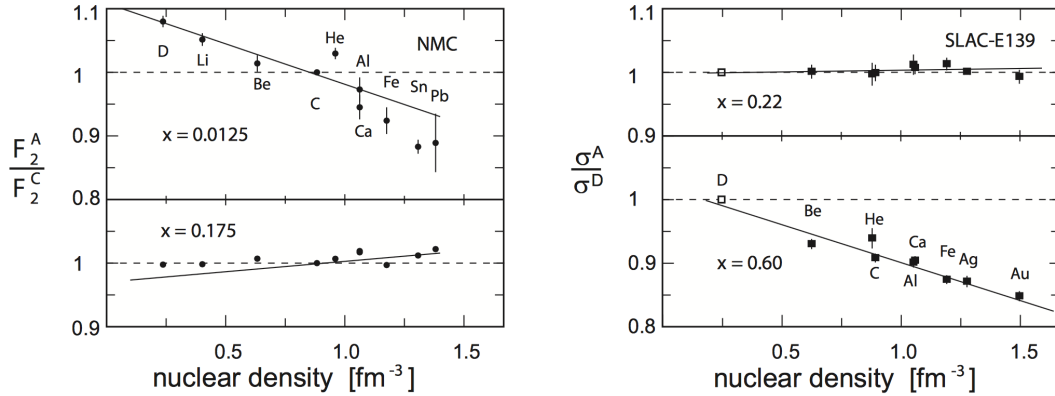 1.1
1
0.9
0.8
1
0.9
F₂ᴬ
F₂ꟲ
NMC
D
Li
Be
He
C
Al
Ca
Fe
Sn
Pb
x = 0.0125
x = 0.175
0.5
1.0
1.5
nuclear density [fm⁻³]
1.1
1
0.9
1
0.9
0.8
σᴬ
σᴰ
SLAC-E139
x = 0.22
D
Be
He
C
Ca
Al
Fe
Ag
Au
x = 0.60
0.5
1.0
1.5
nuclear density [fm⁻³]